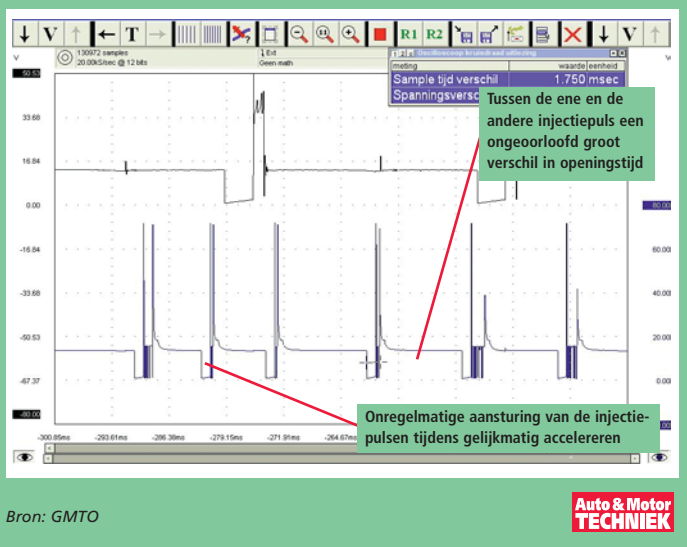 V T R1 R2 V
130972 samples
20.00kS/sec @ 12 bits
Ext
Geen math
Oscilloscoop kruisdraad uitlezing
meting waarde eenheid
Sample tijd verschil 1.750 msec
V
50.53
33.68
16.84
0.00
-16.84
-33.68
-50.53
-67.37
-80.00
80.00
60.00
40.00
20.00
0.00
Tussen de ene en de
andere injectiepuls een
ongeoorloofd groot
verschil in openingstijd
Onregelmatige aansturing van de injectie-
pulsen tijdens gelijkmatig accelereren
-300.85ms -293.61ms -286.38ms -279.15ms -271.91ms -264.67ms
Bron: GMTO
Auto & Motor
TECHNIEK